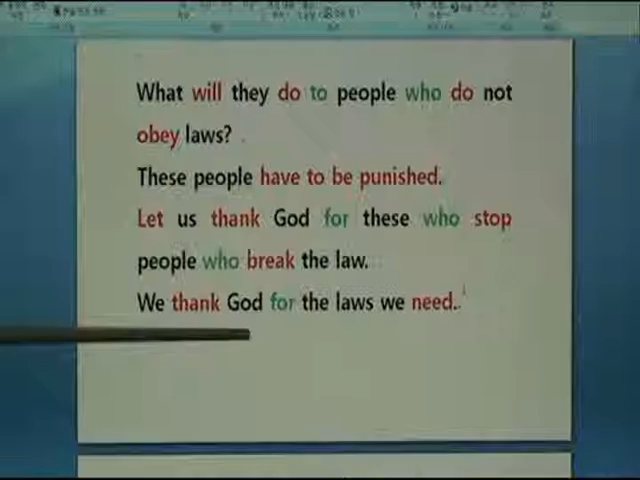 What will they do to people who do not
obey laws?
These people have to be punished.
Let us thank God for these who stop
people who break the law.
We thank God for the laws we need.